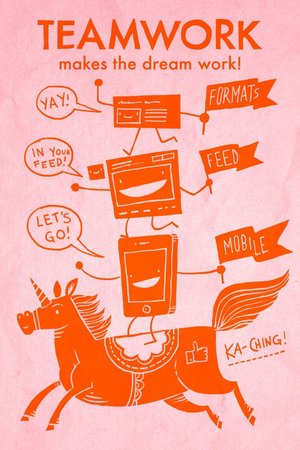 TEAMWORK
makes the dream work!
YAY!
FORMATS
IN YOUR
FEED!
FEED
LET'S
GO!
MOBILE
KA-CHING!